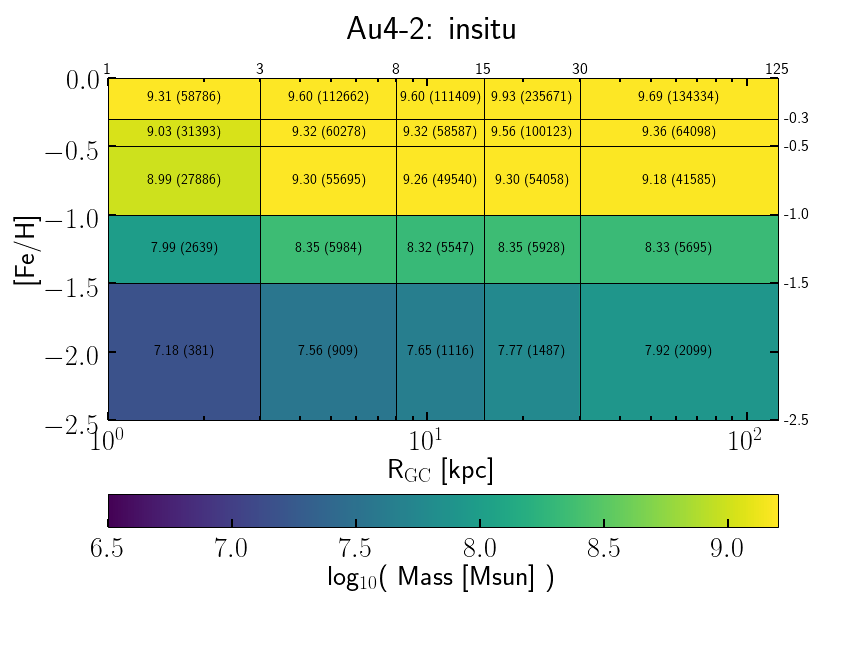 Au4-2: insitu
1 3 8 15 30 125
0.0 9.31 (58786) 9.60 (112662) 9.60 (111409) 9.93 (235671) 9.69 (134334)
-0.3
9.03 (31393) 9.32 (60278) 9.32 (58587) 9.56 (100123) 9.36 (64098)
−0.5 -0.5
8.99 (27886) 9.30 (55695) 9.26 (49540) 9.30 (54058) 9.18 (41585)
−1.0 -1.0
[Fe/H]
7.99 (2639) 8.35 (5984) 8.32 (5547) 8.35 (5928) 8.33 (5695)
−1.5 -1.5
−2.0 7.18 (381) 7.56 (909) 7.65 (1116) 7.77 (1487) 7.92 (2099)
−2.5 -2.5
10⁰ 10¹ 10²
R_GC [kpc]
6.5 7.0 7.5 8.0 8.5 9.0
log₁₀( Mass [Msun] )